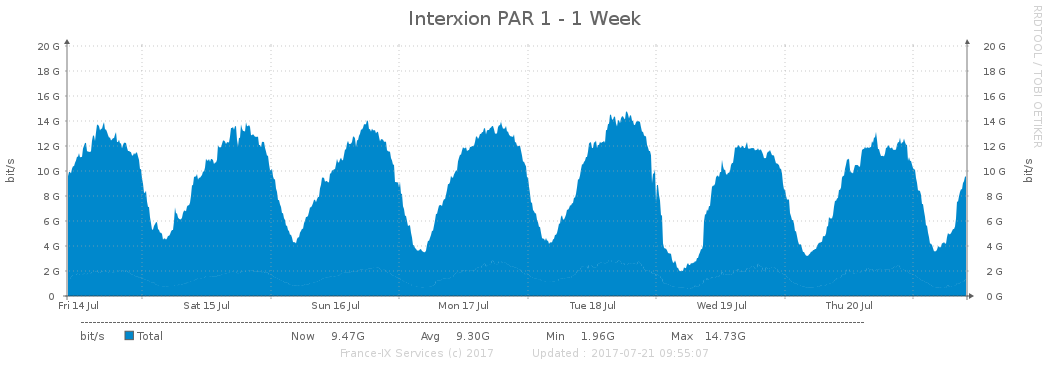 Interxion PAR 1 - 1 Week
RRDTOOL / TOBI OETIKER
bit/s
20 G 20 G
18 G 18 G
16 G 16 G
14 G 14 G
12 G 12 G
10 G 10 G
8 G 8 G
6 G 6 G
4 G 4 G
2 G 2 G
0 0 G
bit/s
Fri 14 Jul Sat 15 Jul Sun 16 Jul Mon 17 Jul Tue 18 Jul Wed 19 Jul Thu 20 Jul
bit/s Total Now 9.47G Avg 9.30G Min 1.96G Max 14.73G
France-IX Services (c) 2017 Updated : 2017-07-21 09:55:07